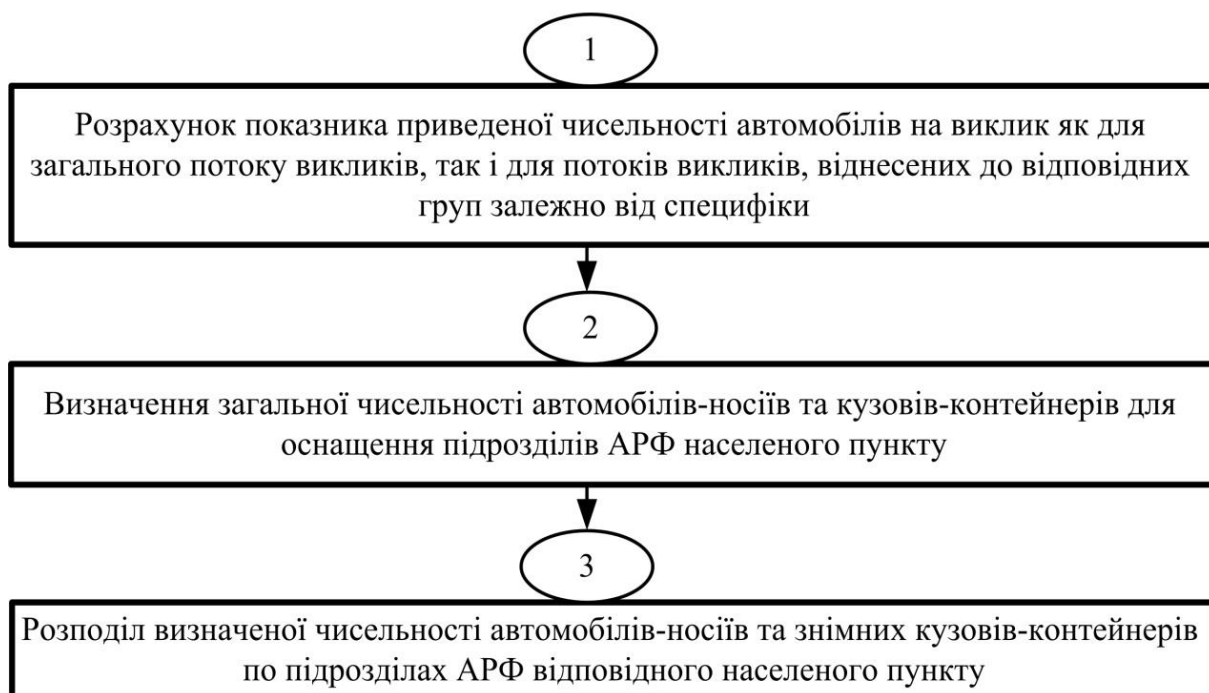 1
Розрахунок показника приведеної чисельності автомобілів на виклик як для
загального потоку викликів, так і для потоків викликів, віднесених до відповідних
груп залежно від специфіки
2
Визначення загальної чисельності автомобілів-носіїв та кузовів-контейнерів для
оснащення підрозділів АРФ населеного пункту
3
Розподіл визначеної чисельності автомобілів-носіїв та знімних кузовів-контейнерів
по підрозділах АРФ відповідного населеного пункту